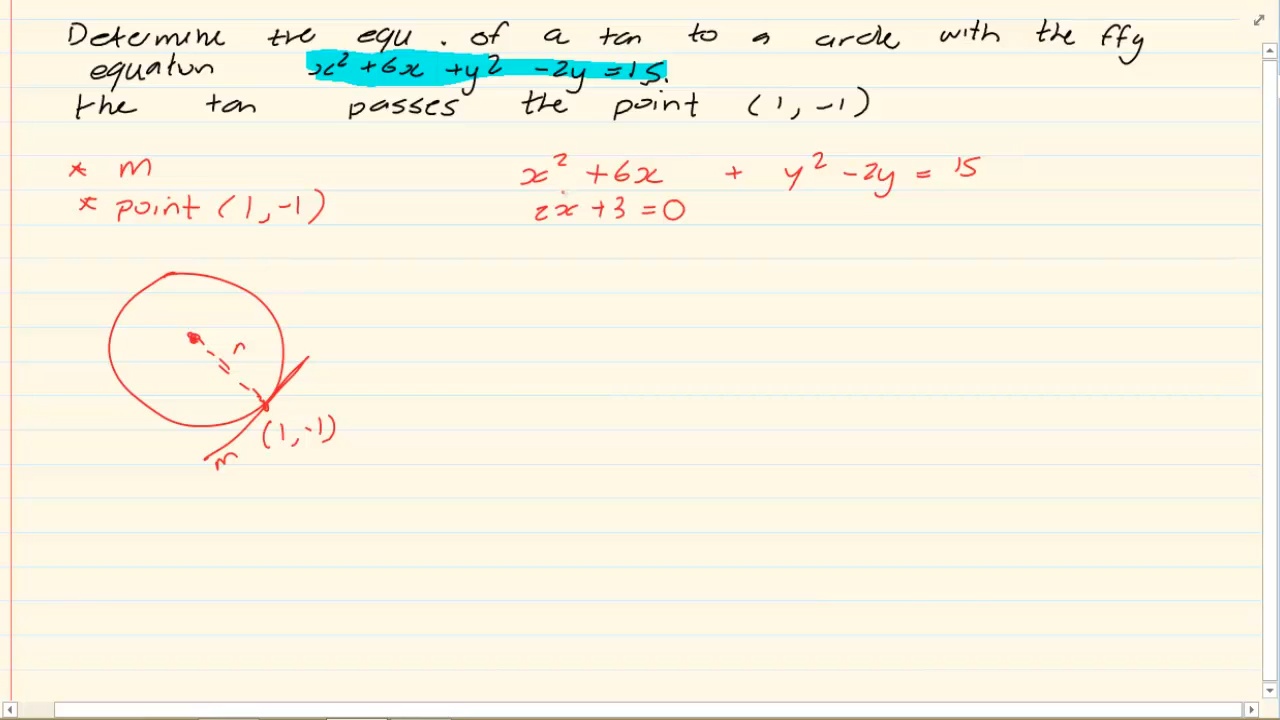 Determine the equ. of a tan to a circle with the ffg
equation x² + 6x + y² - 2y = 15.
the tan passes the point (1, -1)
* m
x² + 6x + y² - 2y = 15
* point (1, -1)
2x + 3 = 0
r
(1, -1)
m